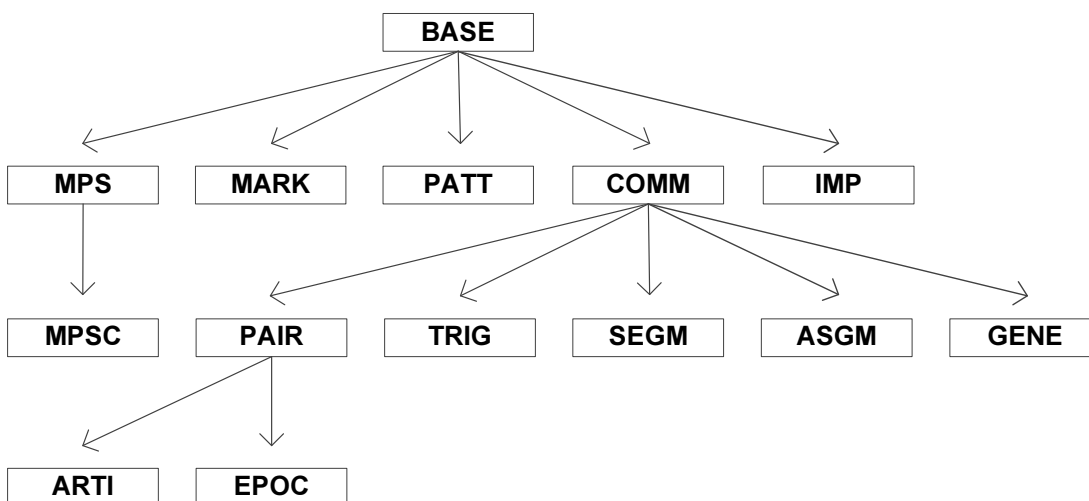 BASE
MPS MARK PATT COMM IMP
MPSC PAIR TRIG SEGM ASGM GENE
ARTI EPOC